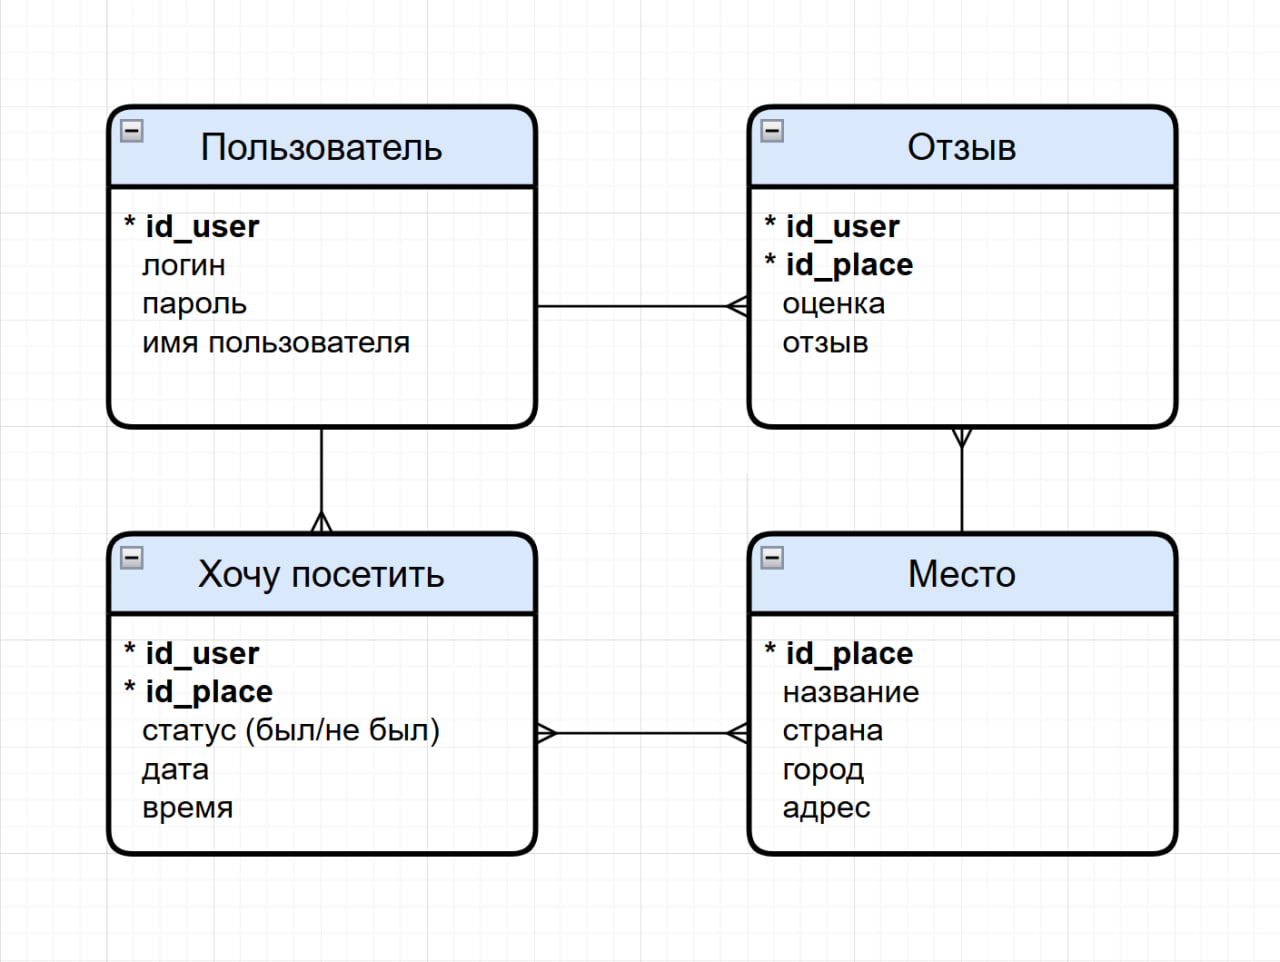 Пользователь
* id_user
логин
пароль
имя пользователя
Отзыв
* id_user
* id_place
оценка
отзыв
Хочу посетить
* id_user
* id_place
статус (был/не был)
дата
время
Место
* id_place
название
страна
город
адрес